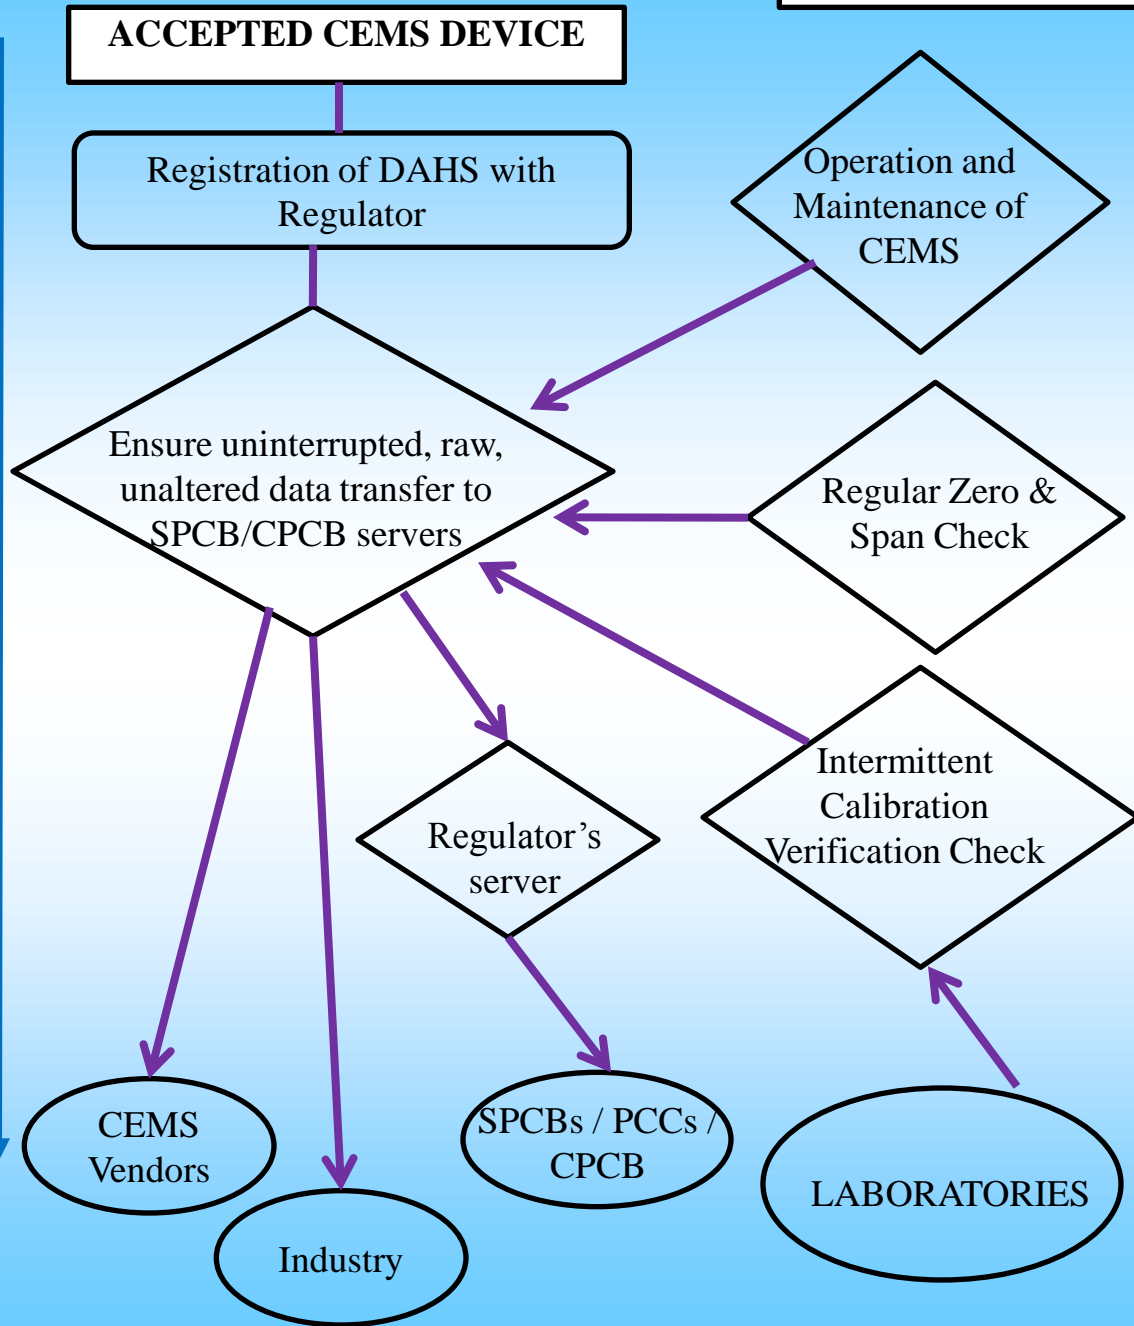 ACCEPTED CEMS DEVICE
Registration of DAHS with
Regulator
Operation and
Maintenance of
CEMS
Ensure uninterrupted, raw,
unaltered data transfer to
SPCB/CPCB servers
Regular Zero &
Span Check
Intermittent
Calibration
Verification Check
Regulator’s
server
CEMS
Vendors
SPCBs / PCCs /
CPCB
LABORATORIES
Industry